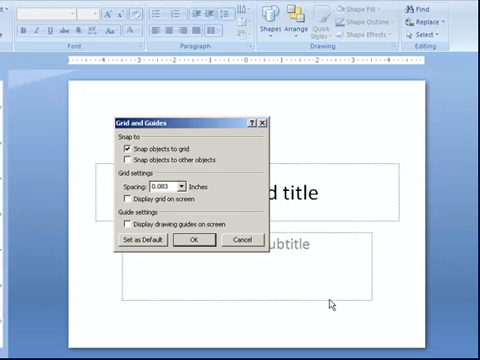 Shapes
Arrange
Quick
Styles
Shape Fill
Shape Outline
Shape Effects
Find
Replace
Select
Font
Paragraph
Drawing
Editing
Grid and Guides
Snap to
Snap objects to grid
Snap objects to other objects
Grid settings
Spacing: 0.083 Inches
Display grid on screen
Guide settings
Display drawing guides on screen
Set as Default
OK
Cancel
d title
ubtitle